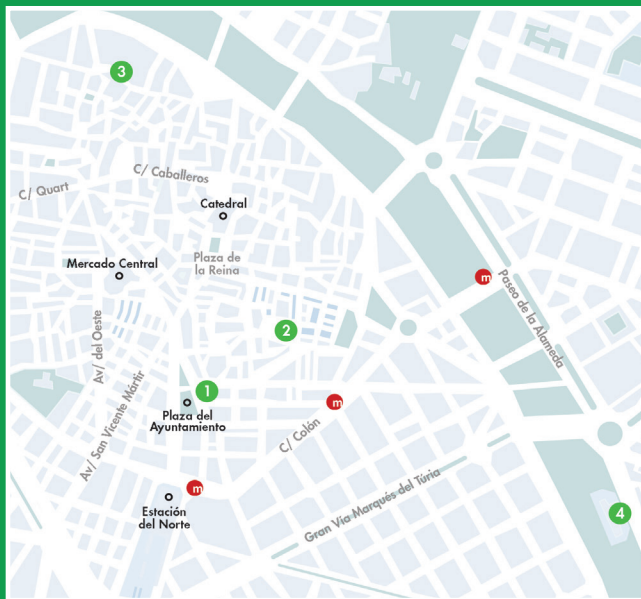 3
C/ Caballeros
C/ Quart
Catedral
Plaza de
la Reina
Mercado Central
m
Paseo de la Alameda
2
Av/ del Oeste
1
m
Plaza del
Ayuntamiento
Av/ San Vicente Mártir
C/ Colón
m
Estación
del Norte
Gran Vía Marqués del Túria
4